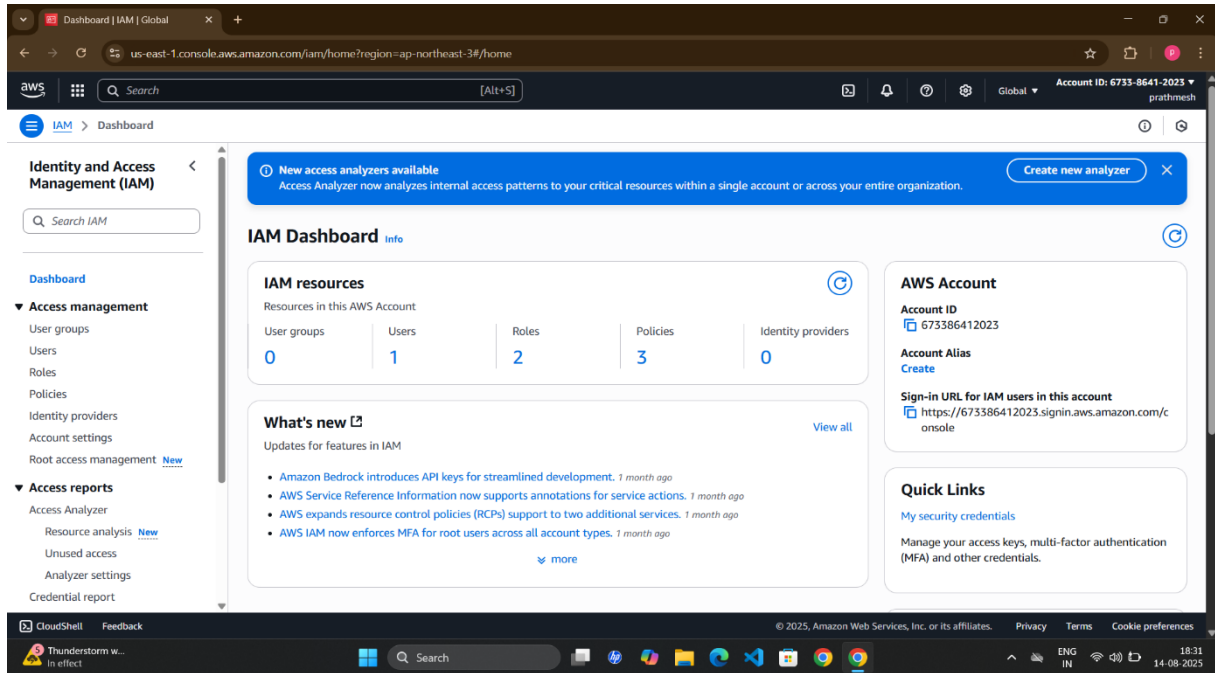 Dashboard | IAM | Global
us-east-1.console.aws.amazon.com/iam/home?region=ap-northeast-3#/home
P
aws
Search
[Alt+S]
Global
Account ID: 6733-8641-2023
prathmesh
IAM > Dashboard
Identity and Access
Management (IAM)
Search IAM
Dashboard
Access management
User groups
Users
Roles
Policies
Identity providers
Account settings
Root access management New
Access reports
Access Analyzer
Resource analysis New
Unused access
Analyzer settings
Credential report
New access analyzers available
Access Analyzer now analyzes internal access patterns to your critical resources within a single account or across your entire organization.
Create new analyzer
IAM Dashboard Info
IAM resources
Resources in this AWS Account
User groups
0
Users
1
Roles
2
Policies
3
Identity providers
0
What's new
View all
Updates for features in IAM
• Amazon Bedrock introduces API keys for streamlined development. 1 month ago
• AWS Service Reference Information now supports annotations for service actions. 1 month ago
• AWS expands resource control policies (RCPs) support to two additional services. 1 month ago
• AWS IAM now enforces MFA for root users across all account types. 1 month ago
more
AWS Account
Account ID
673386412023
Account Alias
Create
Sign-in URL for IAM users in this account
https://673386412023.signin.aws.amazon.com/c
onsole
Quick Links
My security credentials
Manage your access keys, multi-factor authentication
(MFA) and other credentials.
CloudShell Feedback
© 2025, Amazon Web Services, Inc. or its affiliates. Privacy Terms Cookie preferences
5
Thunderstorm w...
In effect
Search
hp
ENG
IN
18:31
14-08-2025